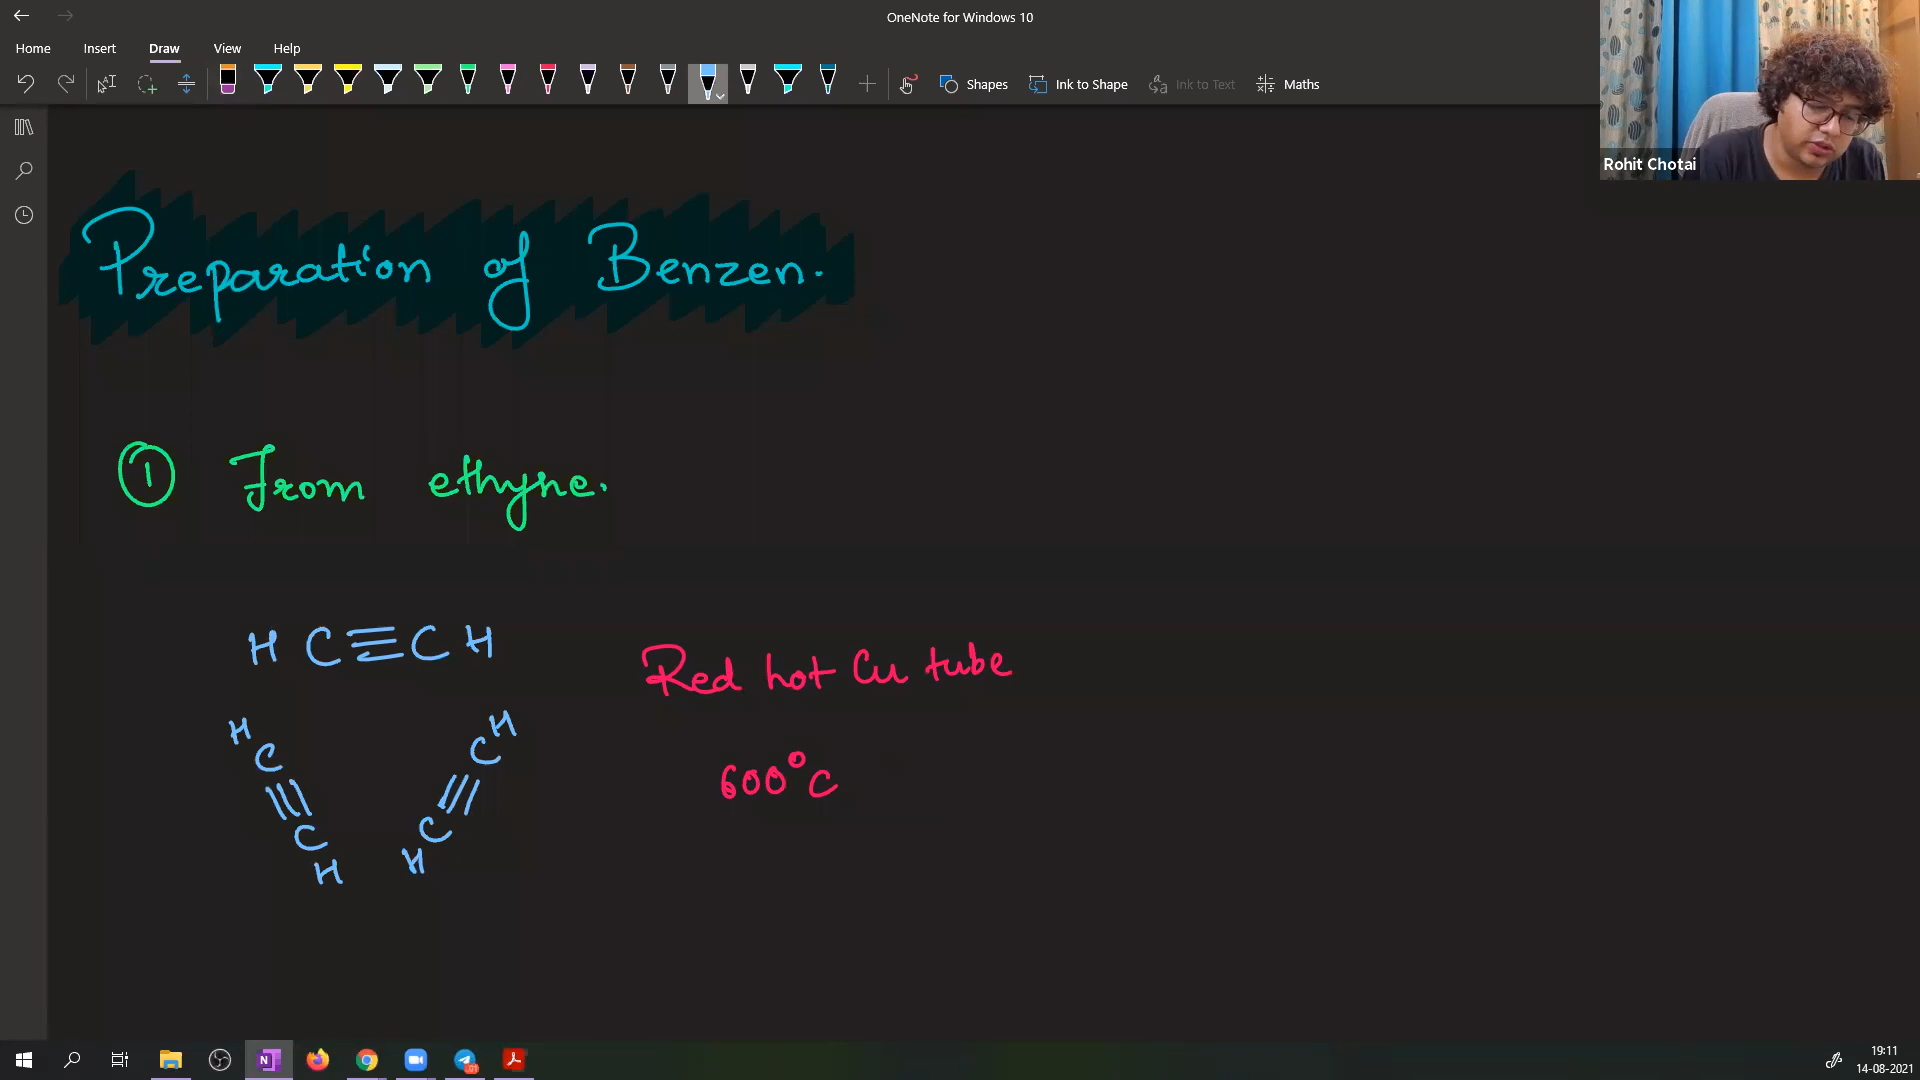 OneNote for Windows 10
Home Insert Draw View Help
Shapes Ink to Shape Ink to Text Maths
Rohit Chotai
Preparation of Benzen.
① From ethyne.
H C≡C H
Red hot Cu tube
H
C
C
H
H
C
C
H
600°C
19:11
14-08-2021